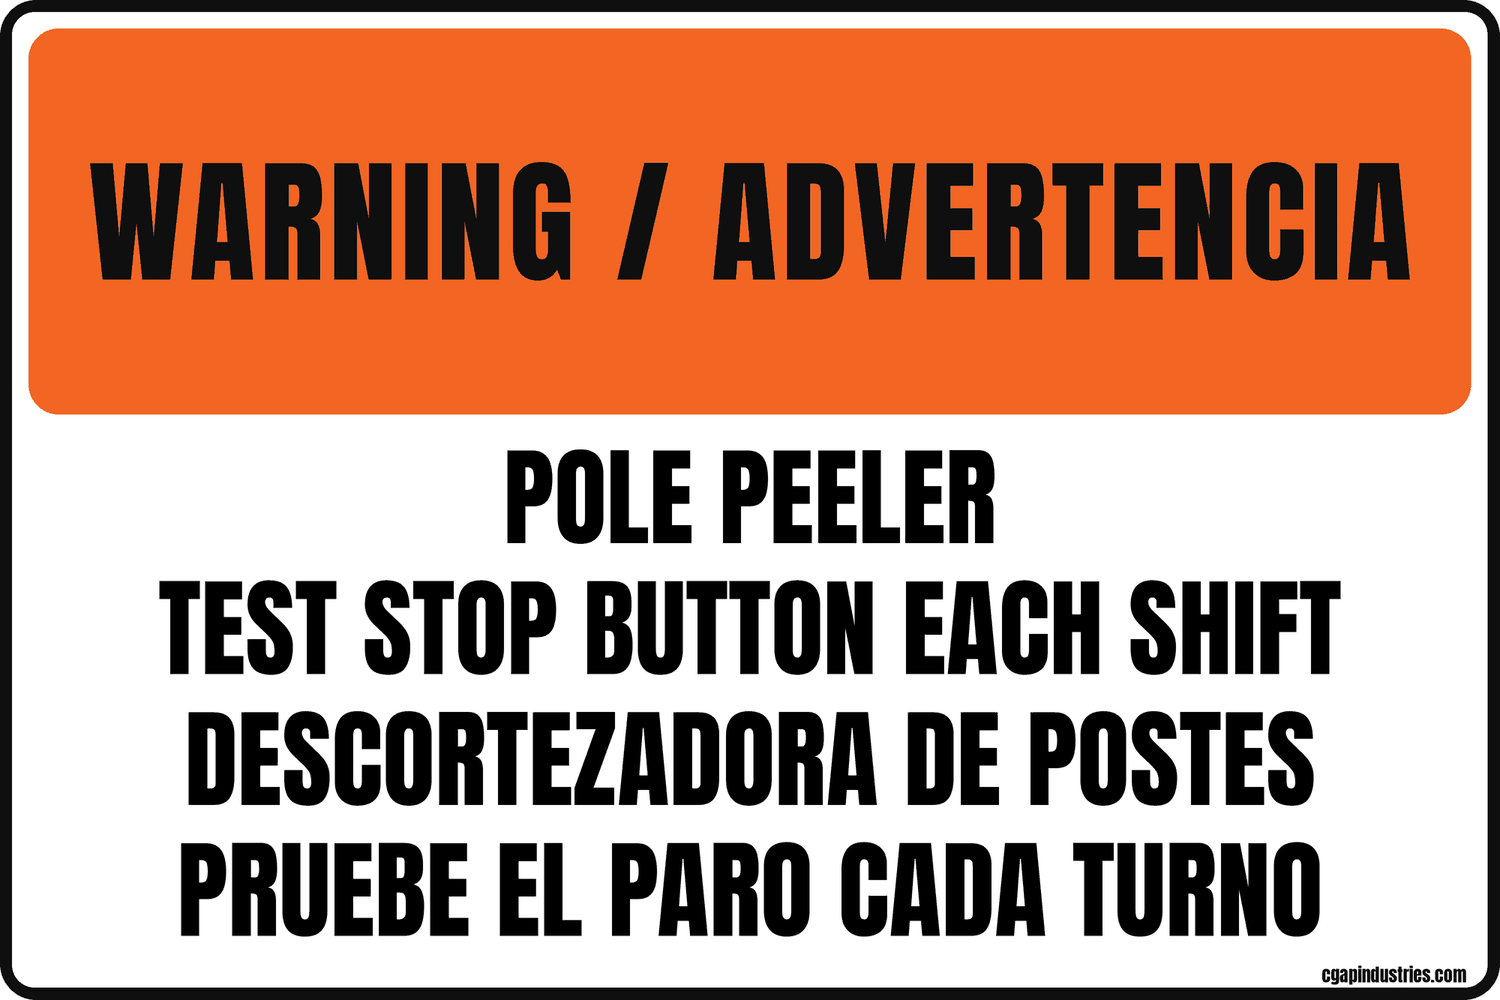 WARNING / ADVERTENCIA
POLE PEELER
TEST STOP BUTTON EACH SHIFT
DESCORTEZADORA DE POSTES
PRUEBE EL PARO CADA TURNO
cgapindustries.com